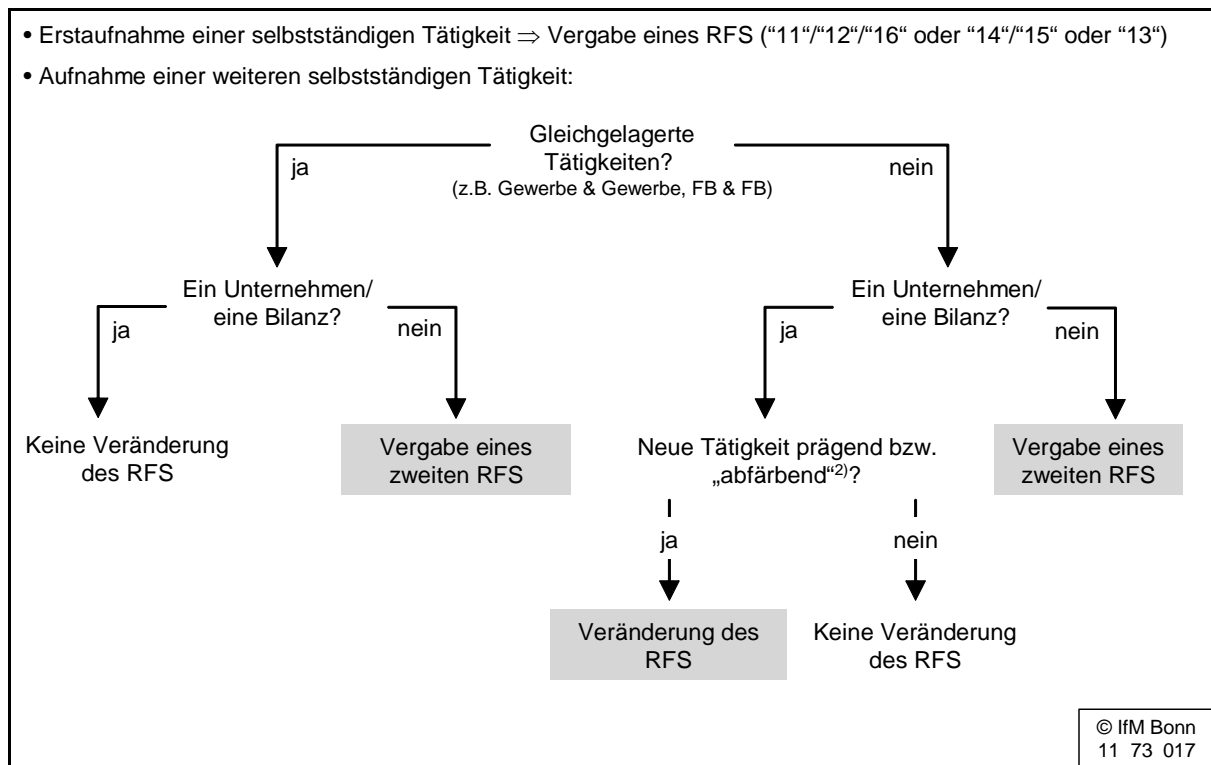 • Erstaufnahme einer selbstständigen Tätigkeit ⇒ Vergabe eines RFS (“11“/“12“/“16“ oder “14“/“15“ oder “13“)
• Aufnahme einer weiteren selbstständigen Tätigkeit:
Gleichgelagerte
Tätigkeiten?
(z.B. Gewerbe & Gewerbe, FB & FB)
ja
nein
Ein Unternehmen/
eine Bilanz?
ja
nein
Ein Unternehmen/
eine Bilanz?
ja
nein
Keine Veränderung
des RFS
Vergabe eines
zweiten RFS
Neue Tätigkeit prägend bzw.
„abfärbend“2)?
Vergabe eines
zweiten RFS
ja
nein
Veränderung des
RFS
Keine Veränderung
des RFS
© IfM Bonn
11 73 017